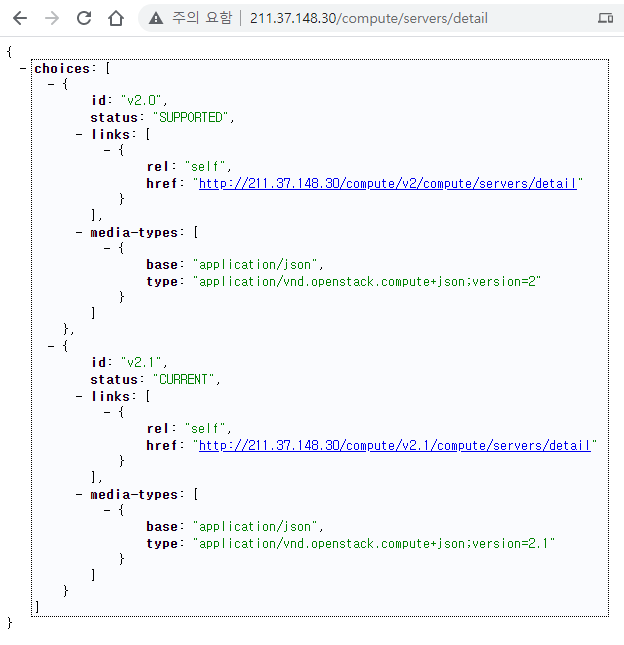 주의 요함 211.37.148.30/compute/servers/detail
{
- choices: [
- {
id: "v2.0",
status: "SUPPORTED",
- links: [
- {
rel: "self",
href: "http://211.37.148.30/compute/v2/compute/servers/detail"
}
],
- media-types: [
- {
base: "application/json",
type: "application/vnd.openstack.compute+json;version=2"
}
]
},
- {
id: "v2.1",
status: "CURRENT",
- links: [
- {
rel: "self",
href: "http://211.37.148.30/compute/v2.1/compute/servers/detail"
}
],
- media-types: [
- {
base: "application/json",
type: "application/vnd.openstack.compute+json;version=2.1"
}
]
}
]
}